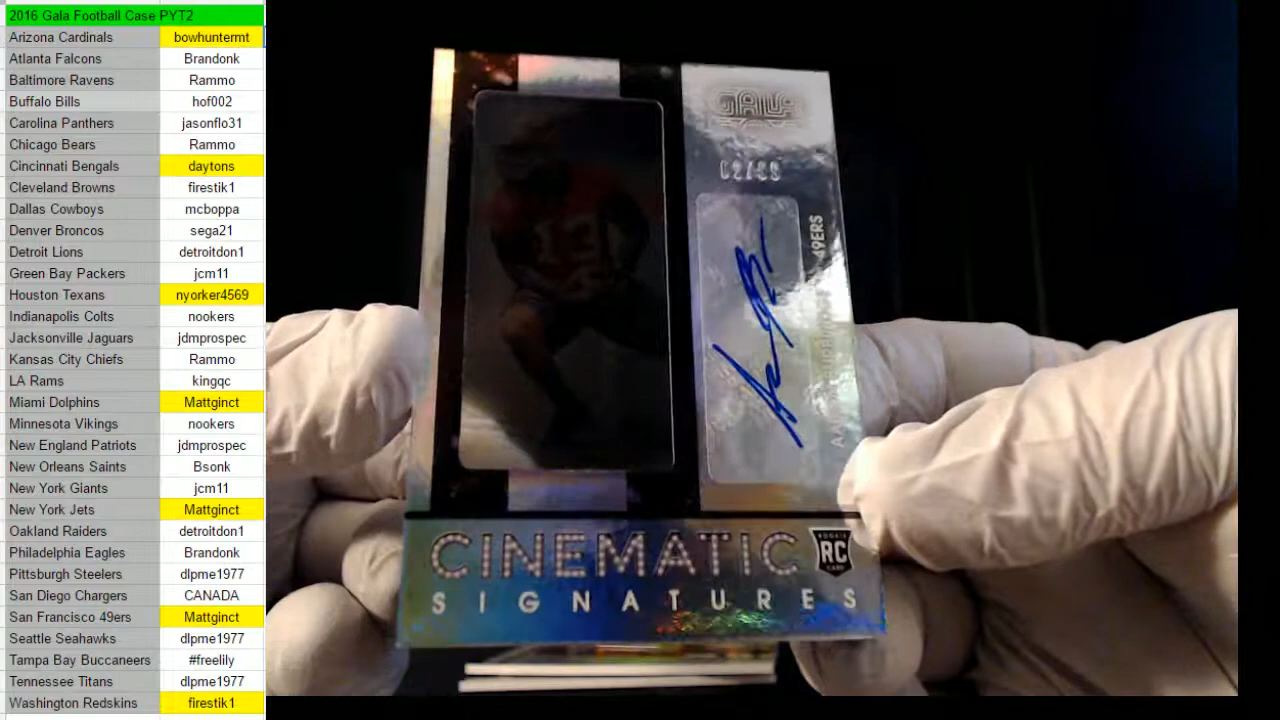 2016 Gala Football Case PYT2
Arizona Cardinals bowhuntermt
Atlanta Falcons Brandonk
Baltimore Ravens Rammo
Buffalo Bills hof002
Carolina Panthers jasonflo31
Chicago Bears Rammo
Cincinnati Bengals daytons
Cleveland Browns firestik1
Dallas Cowboys mcboppa
Denver Broncos sega21
Detroit Lions detroitdon1
Green Bay Packers jcm11
Houston Texans nyorker4569
Indianapolis Colts nookers
Jacksonville Jaguars jdmprospec
Kansas City Chiefs Rammo
LA Rams kingqc
Miami Dolphins Mattginct
Minnesota Vikings nookers
New England Patriots jdmprospec
New Orleans Saints Bsonk
New York Giants jcm11
New York Jets Mattginct
Oakland Raiders detroitdon1
Philadelphia Eagles Brandonk
Pittsburgh Steelers dlpme1977
San Diego Chargers CANADA
San Francisco 49ers Mattginct
Seattle Seahawks dlpme1977
Tampa Bay Buccaneers #freelily
Tennessee Titans dlpme1977
Washington Redskins firestik1
GALA
13
49ERS
CINEMATIC
ROOKIE
RC
CARD
SIGNATURES